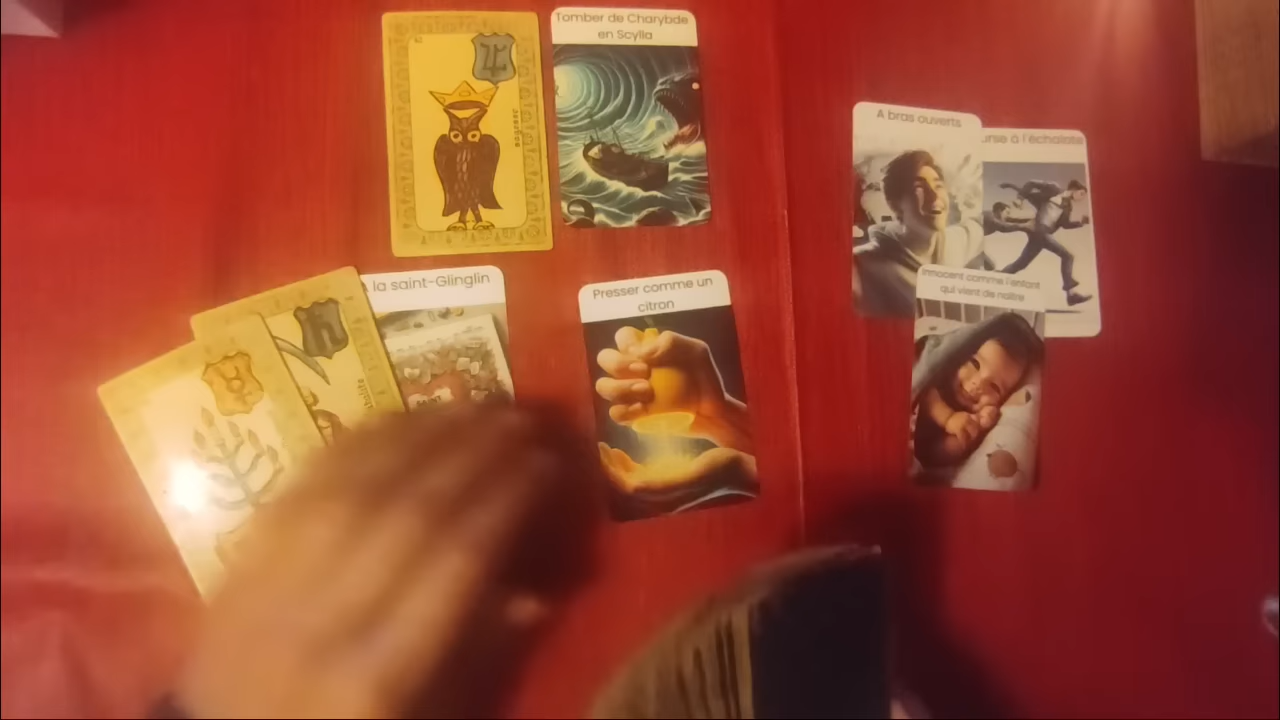 Tomber de Charybde
en Scylla
sagesse
A bras ouverts
urse à l'échalote
la saint-Glinglin
Presser comme un
citron
Innocent comme l'enfant
qui vient de naître